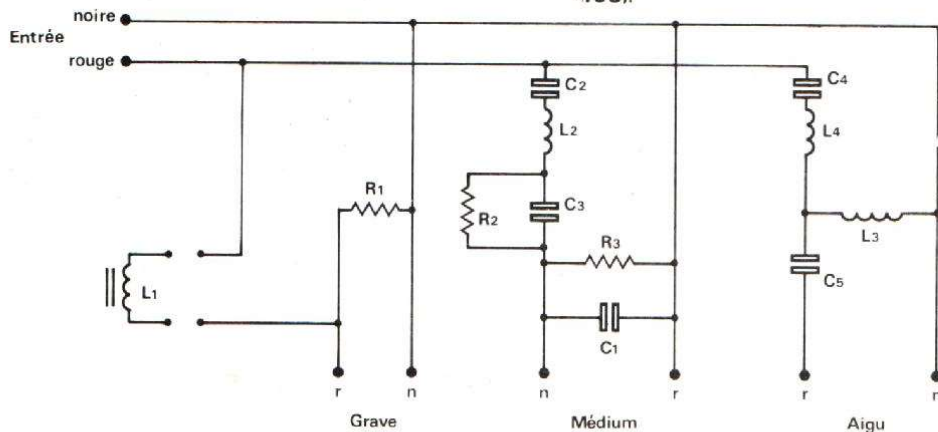 noire
Entrée
rouge
C2
C4
L2
L4
R1
R2
C3
R3
L3
L1
C5
C1
r n n r r n
Grave Médium Aigu